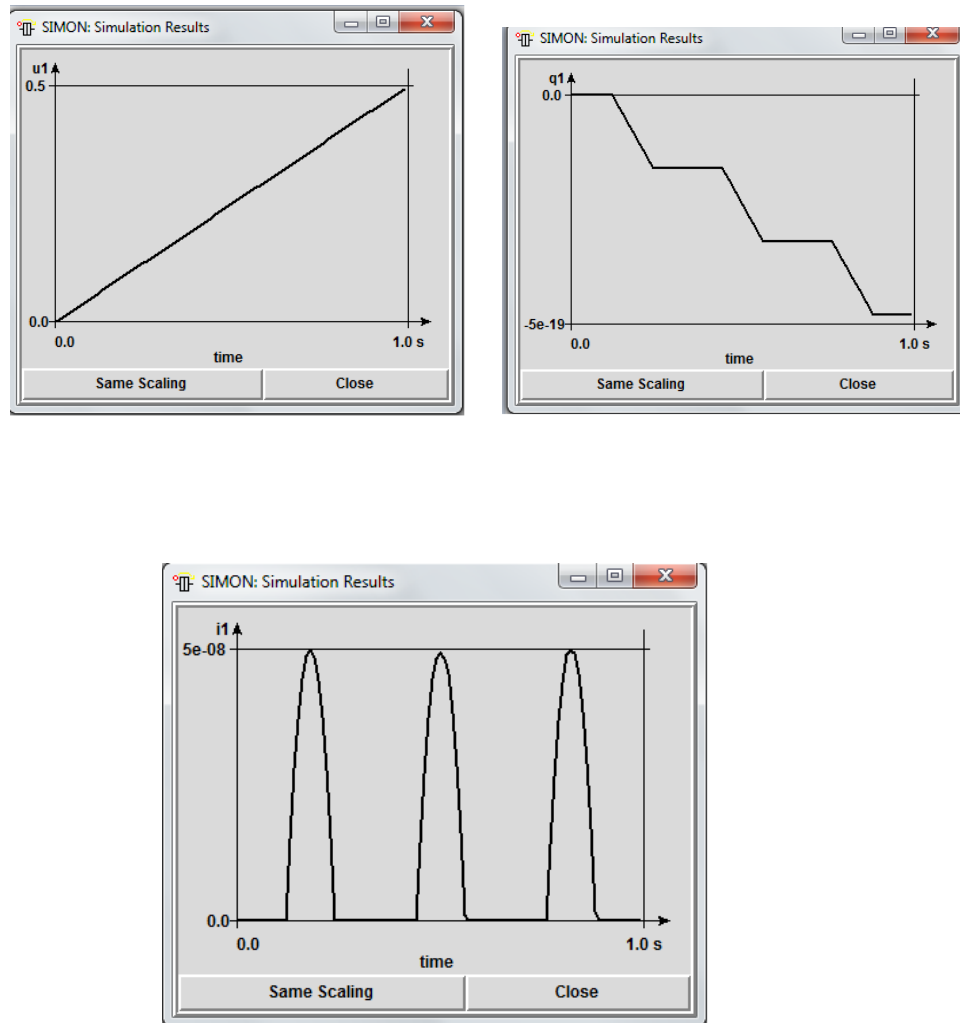 SIMON: Simulation Results
u1
0.5
0.0
0.0 1.0 s
time
Same Scaling Close
SIMON: Simulation Results
q1
0.0
-5e-19
0.0 1.0 s
time
Same Scaling Close
SIMON: Simulation Results
i1
5e-08
0.0
0.0 1.0 s
time
Same Scaling Close